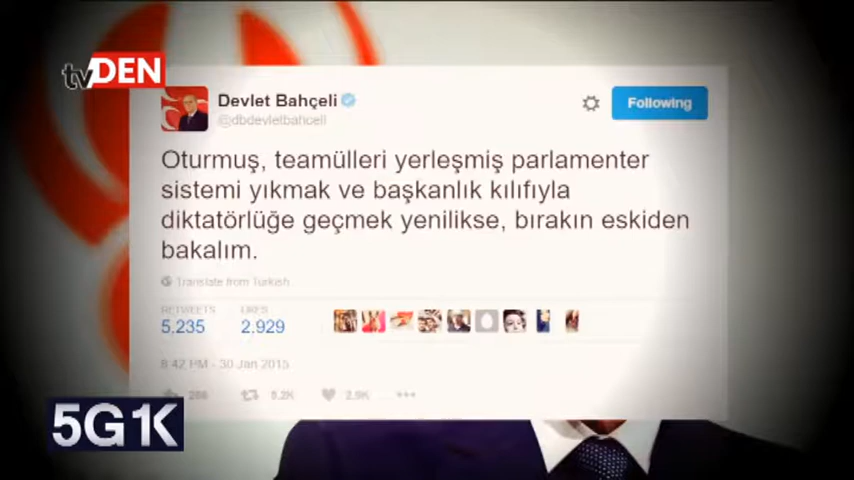 tvDEN
Devlet Bahçeli
@dbdevletbahceli
Following
Oturmuş, teamülleri yerleşmiş parlamenter
sistemi yıkmak ve başkanlık kılıfıyla
diktatörlüğe geçmek yenilikse, bırakın eskiden
bakalım.
Translate from Turkish
RETWEETS LIKES
5.235 2.929
8:42 PM - 30 Jan 2015
286 5.2K 2.9K
5G1K